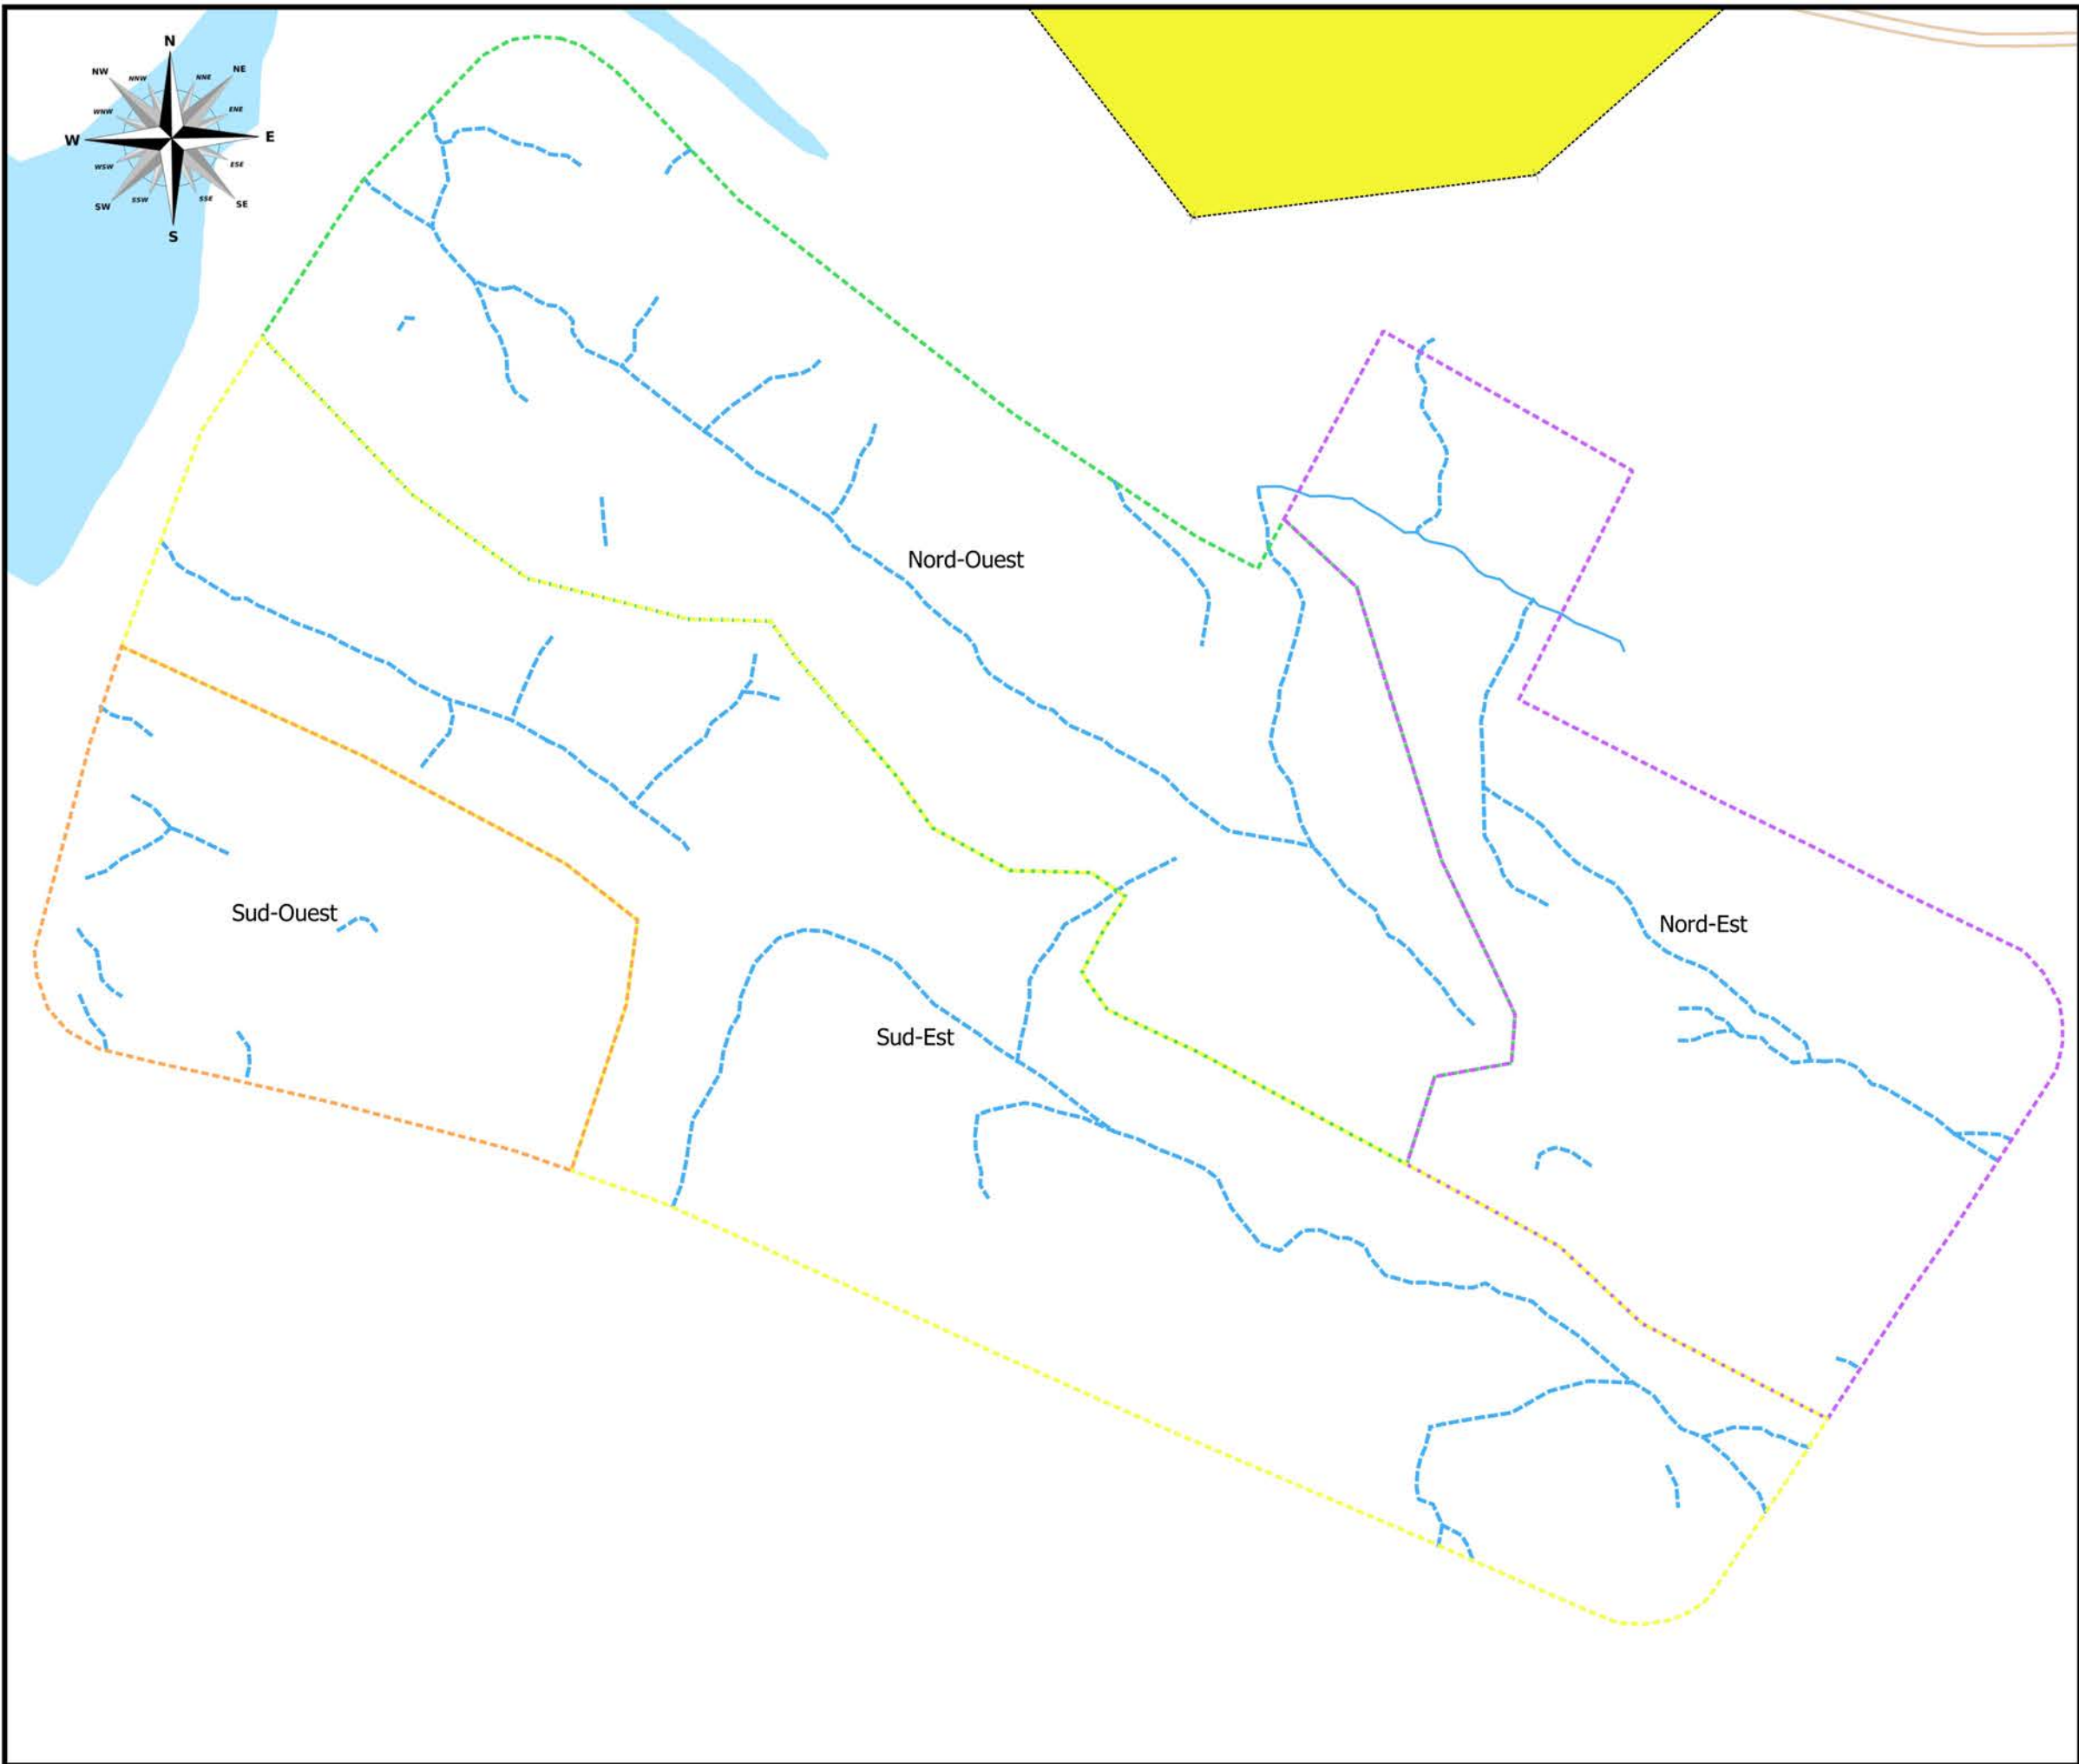 N
NNW
NNE
NW
NE
WNW
ENE
W
E
WSW
ESE
SW
SSW
SSE
SE
S
Nord-Ouest
Sud-Ouest
Nord-Est
Sud-Est